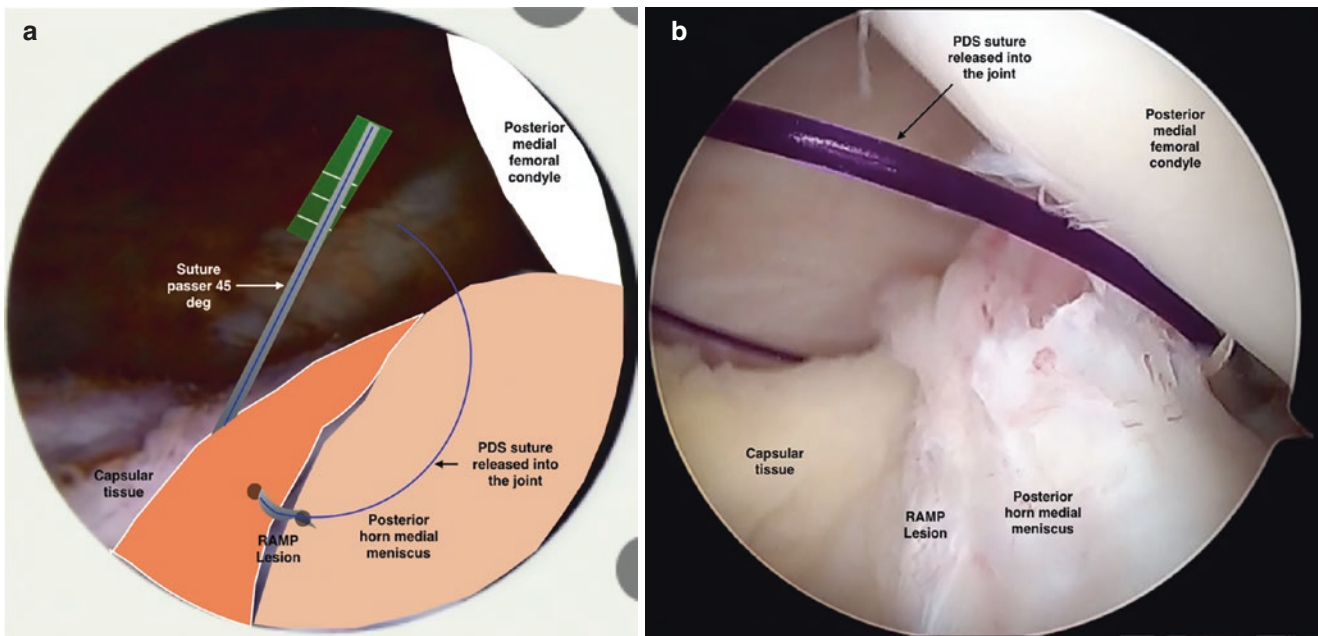 a
Posterior
medial
femoral
condyle
Suture
passer 45
deg
PDS suture
released into
the joint
Capsular
tissue
RAMP
Lesion
Posterior
horn medial
meniscus
b
PDS suture
released into
the joint
Posterior
medial
femoral
condyle
Capsular
tissue
RAMP
Lesion
Posterior
horn medial
meniscus